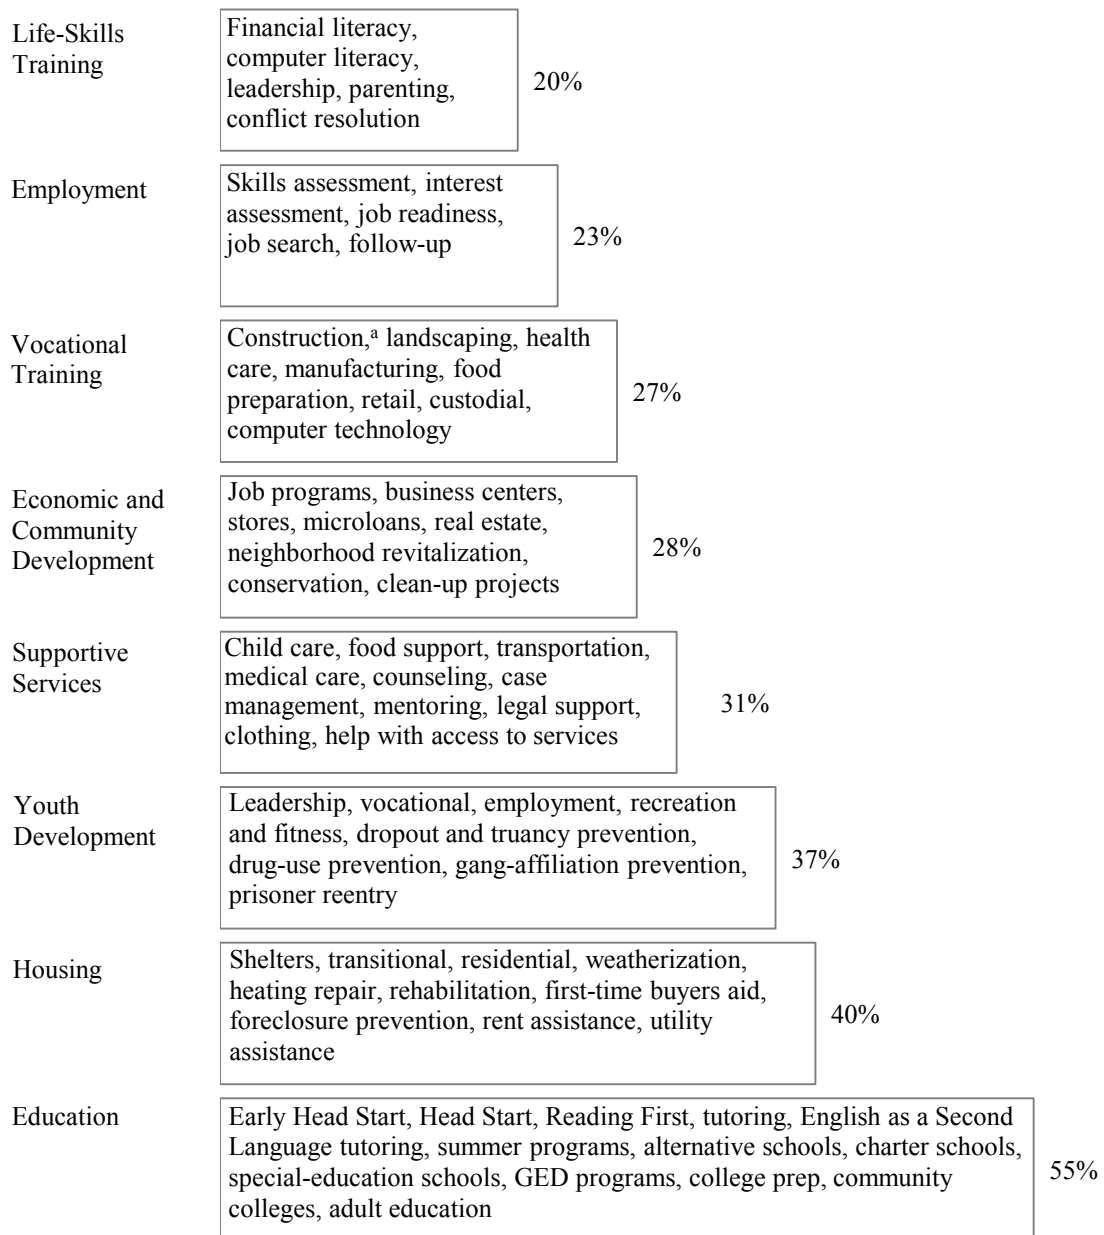 Life-Skills
Training
Financial literacy,
computer literacy,
leadership, parenting,
conflict resolution
20%
Employment
Skills assessment, interest
assessment, job readiness,
job search, follow-up
23%
Vocational
Training
Construction,ᵃ landscaping, health
care, manufacturing, food
preparation, retail, custodial,
computer technology
27%
Economic and
Community
Development
Job programs, business centers,
stores, microloans, real estate,
neighborhood revitalization,
conservation, clean-up projects
28%
Supportive
Services
Child care, food support, transportation,
medical care, counseling, case
management, mentoring, legal support,
clothing, help with access to services
31%
Youth
Development
Leadership, vocational, employment, recreation
and fitness, dropout and truancy prevention,
drug-use prevention, gang-affiliation prevention,
prisoner reentry
37%
Housing
Shelters, transitional, residential, weatherization,
heating repair, rehabilitation, first-time buyers aid,
foreclosure prevention, rent assistance, utility
assistance
40%
Education
Early Head Start, Head Start, Reading First, tutoring, English as a Second
Language tutoring, summer programs, alternative schools, charter schools,
special-education schools, GED programs, college prep, community
colleges, adult education
55%